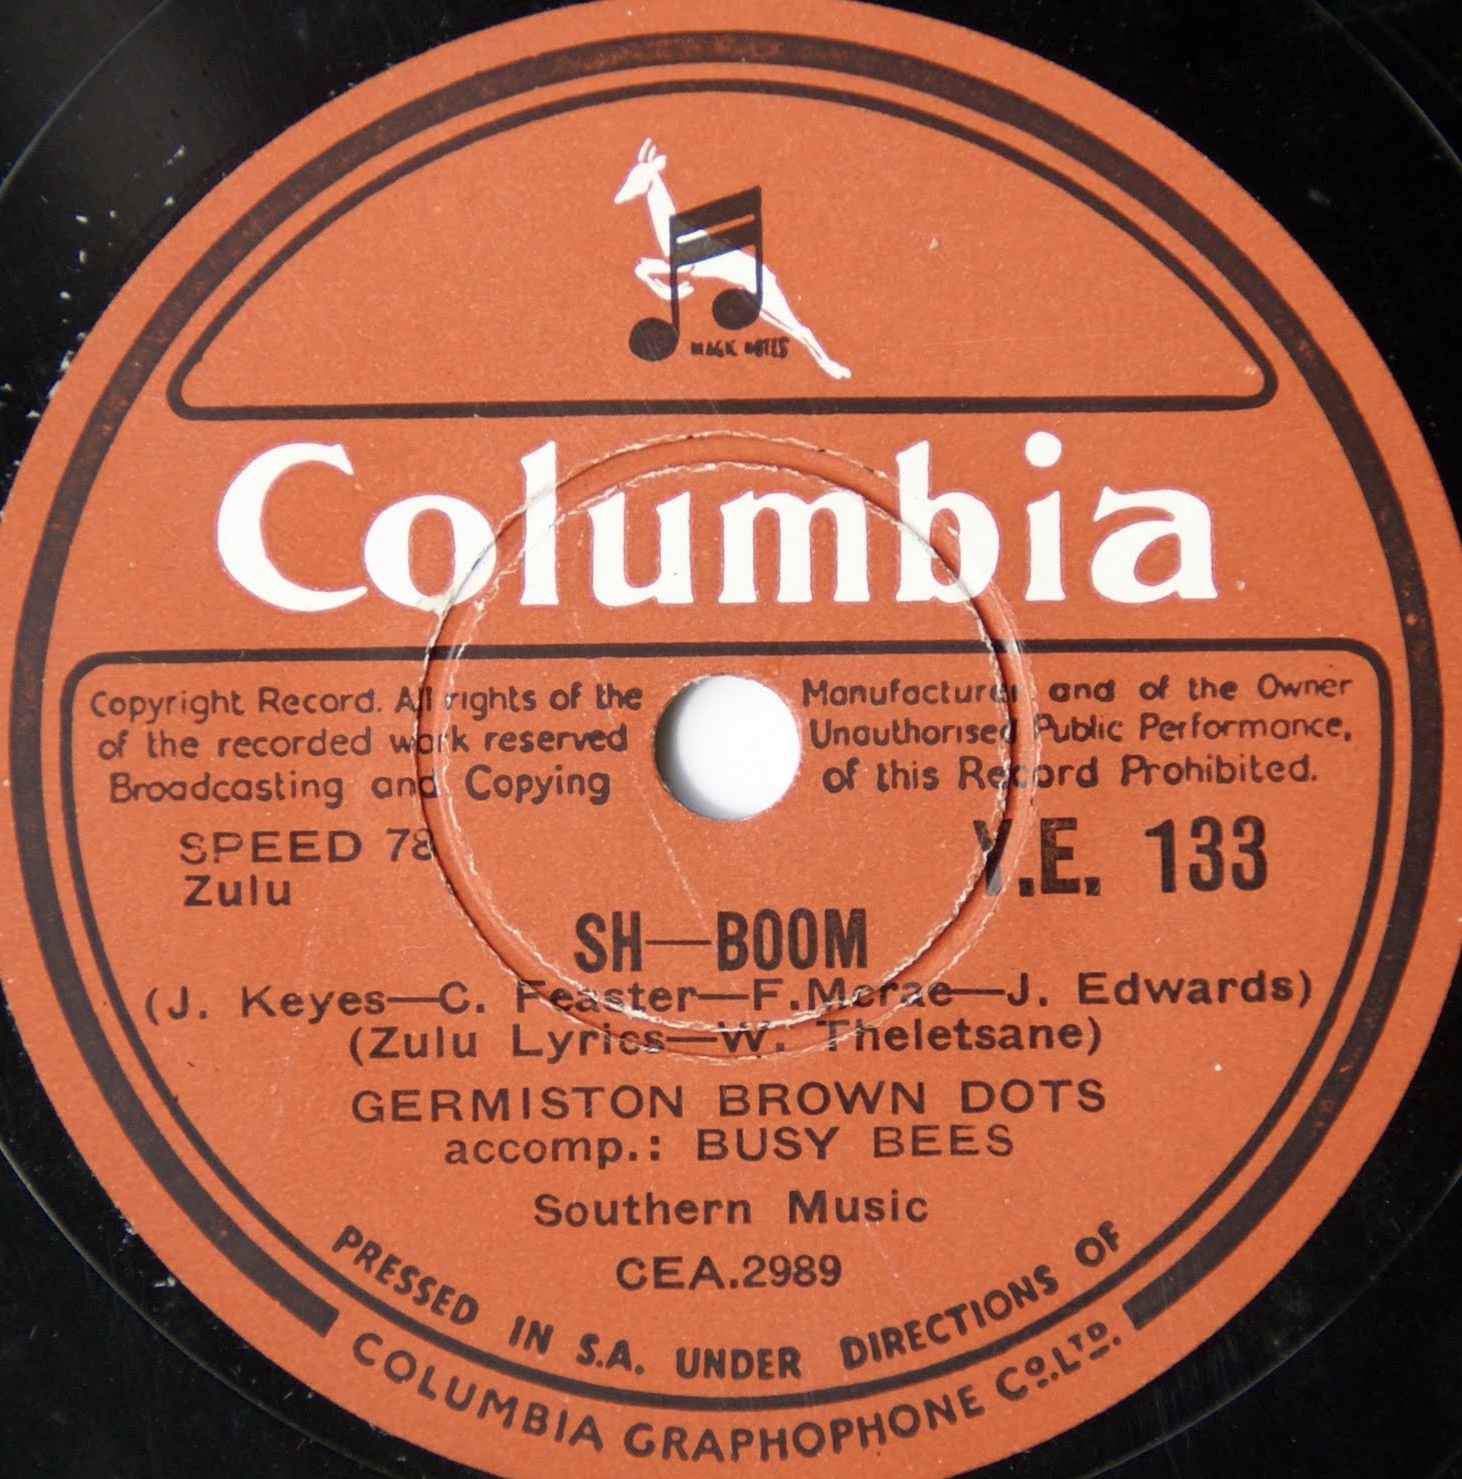 MAGIC NOTES
Columbia
Copyright Record. All rights of the
of the recorded work reserved
Broadcasting and Copying
Manufacturer and of the Owner
Unauthorised Public Performance,
of this Record Prohibited.
SPEED 78
Zulu
Y.E. 133
SH—BOOM
(J. Keyes—C. Feaster—F.Mcrae—J. Edwards)
(Zulu Lyrics—W. Theletsane)
GERMISTON BROWN DOTS
accomp.: BUSY BEES
Southern Music
CEA.2989
PRESSED IN S.A. UNDER DIRECTIONS OF
COLUMBIA GRAPHOPHONE CO. LTD.